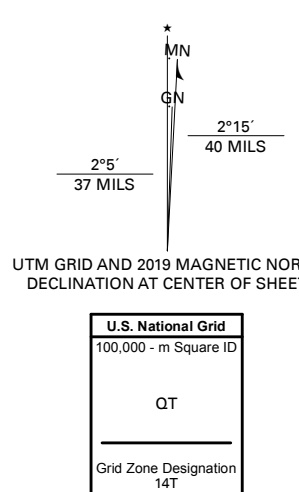 ★
MN
GN
2°15´
40 MILS
2°5´
37 MILS
UTM GRID AND 2019 MAGNETIC NOR
DECLINATION AT CENTER OF SHEET
U.S. National Grid
100,000 - m Square ID
QT
Grid Zone Designation
14T